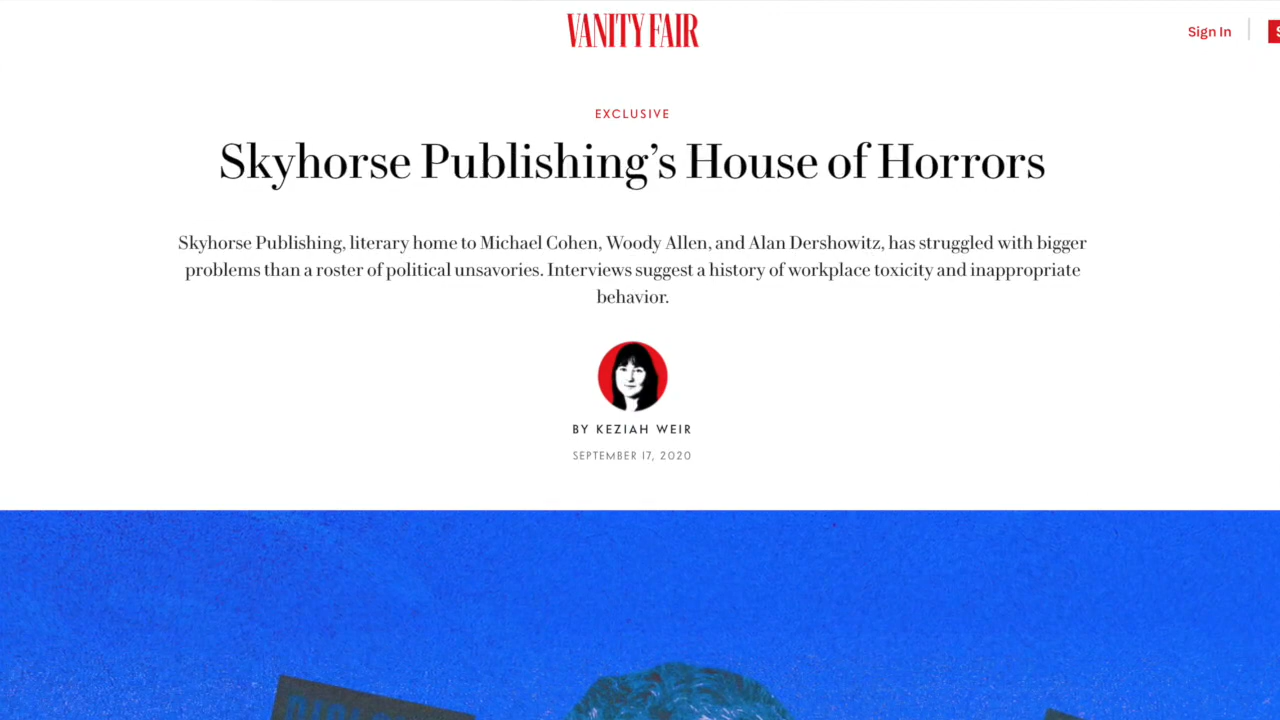 VANITY FAIR
Sign In
EXCLUSIVE
Skyhorse Publishing’s House of Horrors
Skyhorse Publishing, literary home to Michael Cohen, Woody Allen, and Alan Dershowitz, has struggled with bigger
problems than a roster of political unsavories. Interviews suggest a history of workplace toxicity and inappropriate
behavior.
BY KEZIAH WEIR
SEPTEMBER 17, 2020